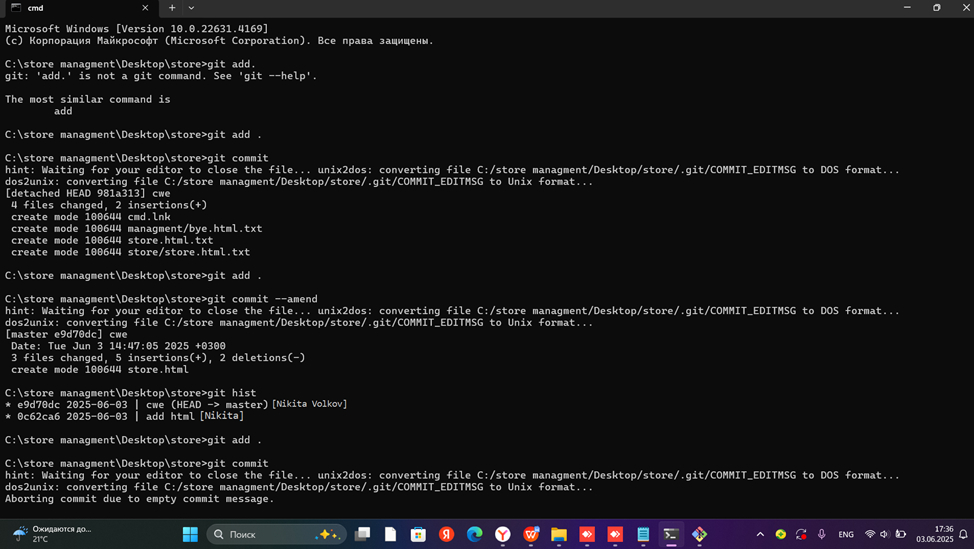 cmd
Microsoft Windows [Version 10.0.22631.4169]
(c) Корпорация Майкрософт (Microsoft Corporation). Все права защищены.
C:\store managment\Desktop\store>git add.
git: 'add.' is not a git command. See 'git --help'.
The most similar command is
add
C:\store managment\Desktop\store>git add .
C:\store managment\Desktop\store>git commit
hint: Waiting for your editor to close the file... unix2dos: converting file C:/store managment/Desktop/store/.git/COMMIT_EDITMSG to DOS format...
dos2unix: converting file C:/store managment/Desktop/store/.git/COMMIT_EDITMSG to Unix format...
[detached HEAD 981a313] cwe
4 files changed, 2 insertions(+)
create mode 100644 cmd.lnk
create mode 100644 managment/bye.html.txt
create mode 100644 store.html.txt
create mode 100644 store/store.html.txt
C:\store managment\Desktop\store>git add .
C:\store managment\Desktop\store>git commit --amend
hint: Waiting for your editor to close the file... unix2dos: converting file C:/store managment/Desktop/store/.git/COMMIT_EDITMSG to DOS format...
dos2unix: converting file C:/store managment/Desktop/store/.git/COMMIT_EDITMSG to Unix format...
[master e9d70dc] cwe
Date: Tue Jun 3 14:47:05 2025 +0300
3 files changed, 5 insertions(+), 2 deletions(-)
create mode 100644 store.html
C:\store managment\Desktop\store>git hist
* e9d70dc 2025-06-03 | cwe (HEAD -> master) [Nikita Volkov]
* 0c62ca6 2025-06-03 | add html [Nikita]
C:\store managment\Desktop\store>git add .
C:\store managment\Desktop\store>git commit
hint: Waiting for your editor to close the file... unix2dos: converting file C:/store managment/Desktop/store/.git/COMMIT_EDITMSG to DOS format...
dos2unix: converting file C:/store managment/Desktop/store/.git/COMMIT_EDITMSG to Unix format...
Aborting commit due to empty commit message.
Ожидаются до...
21°C
Поиск
ENG
17:36
03.06.2025